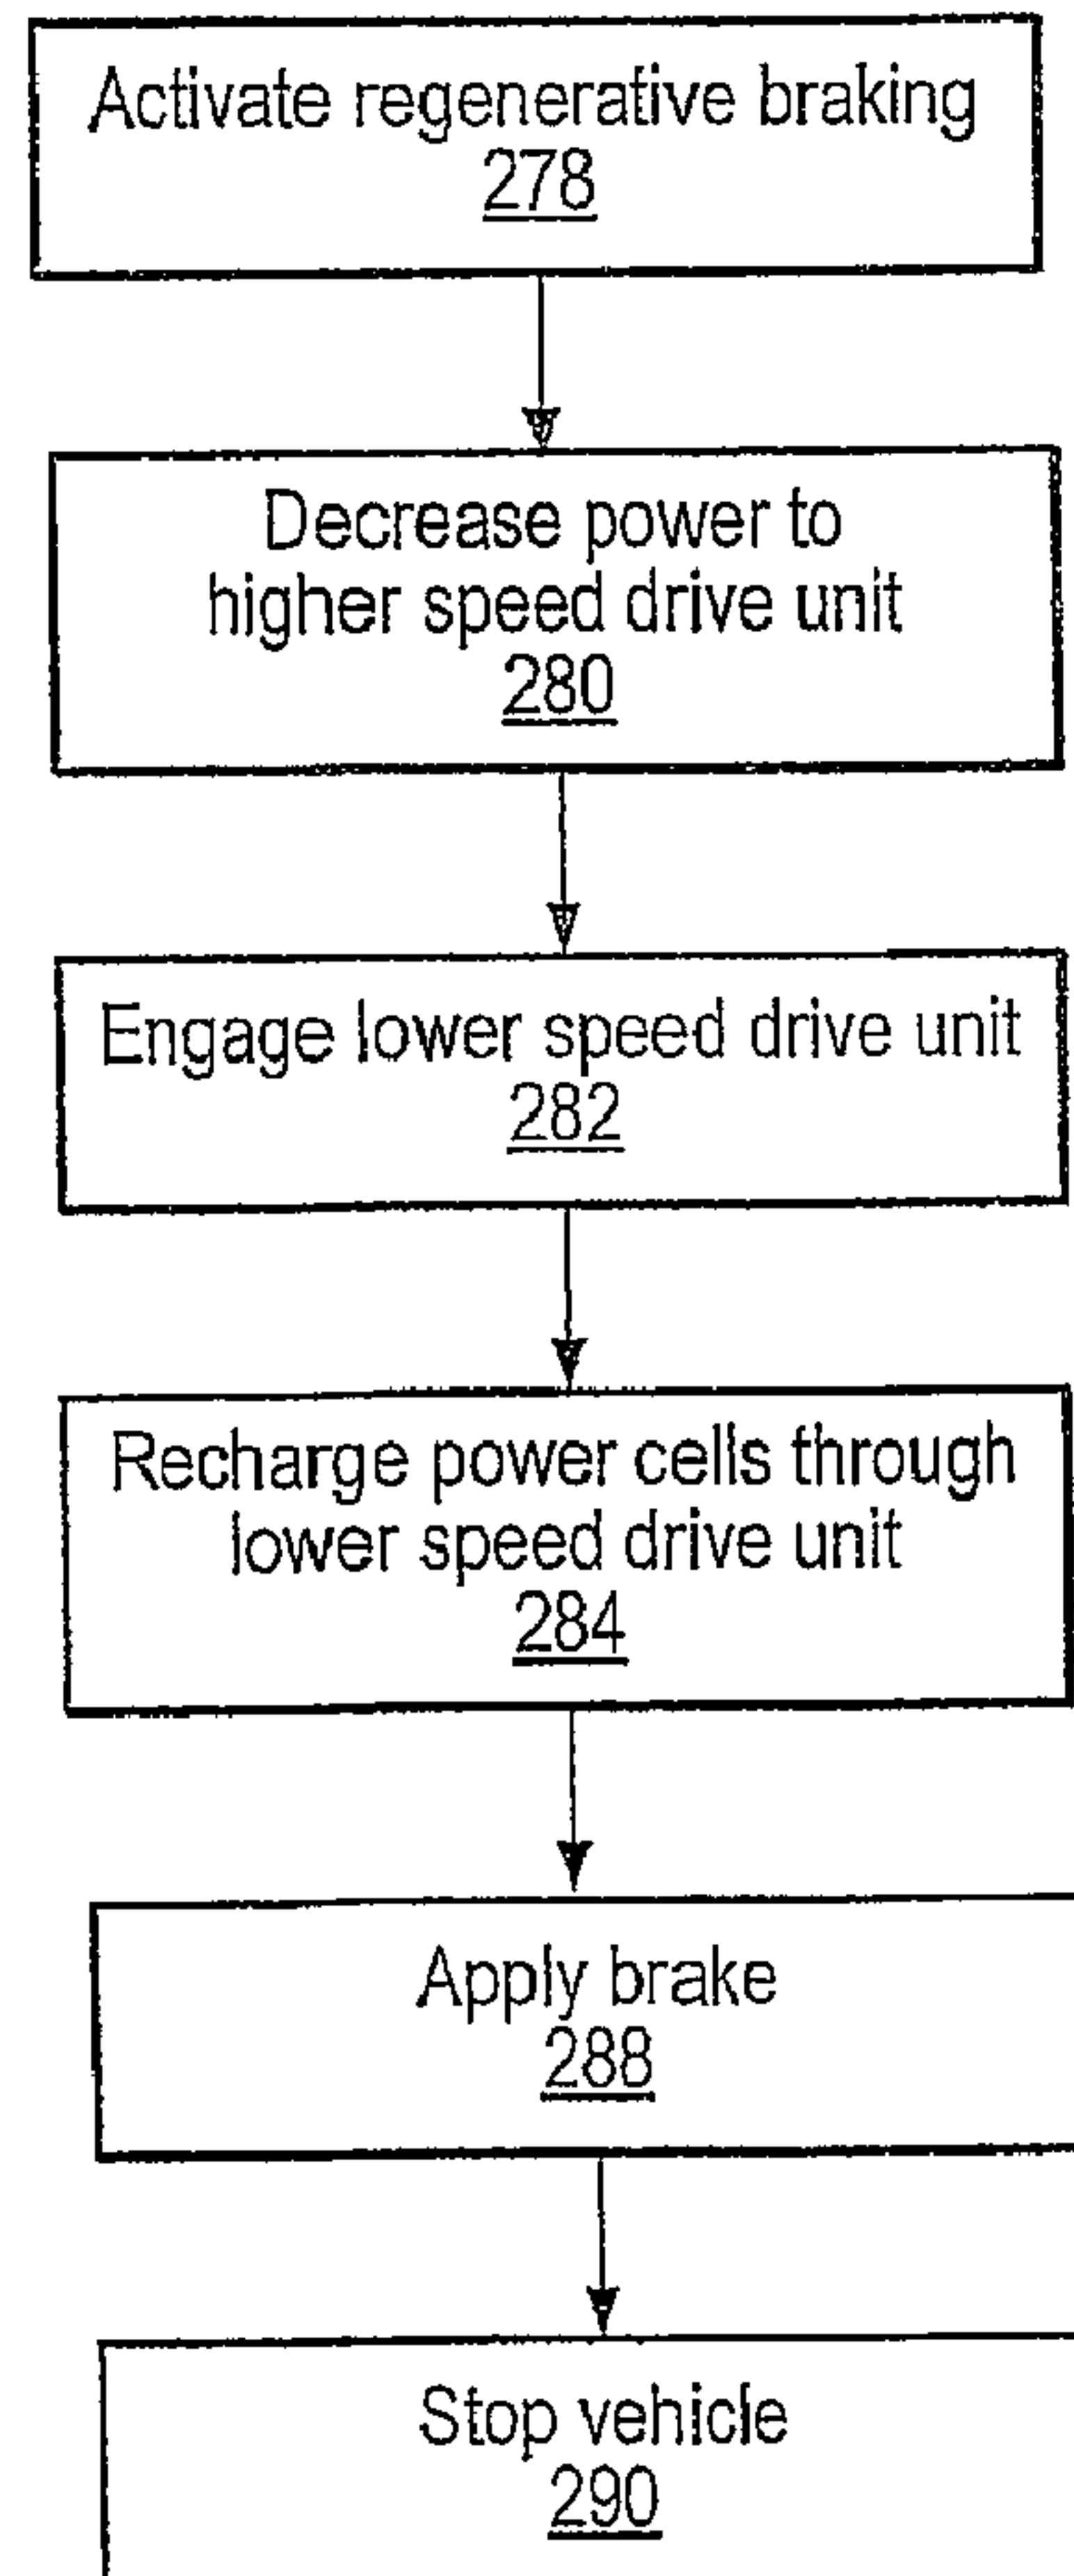 Activate regenerative braking
278
Decrease power to
higher speed drive unit
280
Engage lower speed drive unit
282
Recharge power cells through
lower speed drive unit
284
Apply brake
288
Stop vehicle
290